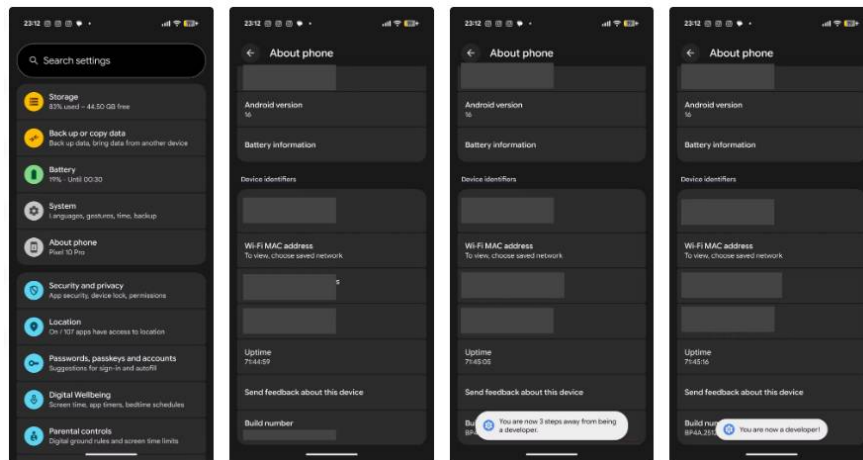 23:12
Search settings
Storage
83% used – 44.50 GB free
Back up or copy data
Back up data, bring data from another device
Battery
19% - Until 00:30
System
Languages, gestures, time, backup
About phone
Pixel 10 Pro
Security and privacy
App security, device lock, permissions
Location
On / 107 apps have access to location
Passwords, passkeys and accounts
Suggestions for sign-in and autofill
Digital Wellbeing
Screen time, app timers, bedtime schedules
Parental controls
Digital ground rules and screen time limits
23:12
About phone
Android version
16
Battery information
Device identifiers
Wi-Fi MAC address
To view, choose saved network
s
Uptime
71:44:59
Send feedback about this device
Build number
23:12
About phone
Android version
16
Battery information
Device identifiers
Wi-Fi MAC address
To view, choose saved network
Uptime
71:45:05
Send feedback about this device
Bu
BP4
You are now 3 steps away from being
a developer.
23:12
About phone
Android version
16
Battery information
Device identifiers
Wi-Fi MAC address
To view, choose saved network
Uptime
71:45:16
Send feedback about this device
Build num
BP4A.251
You are now a developer!